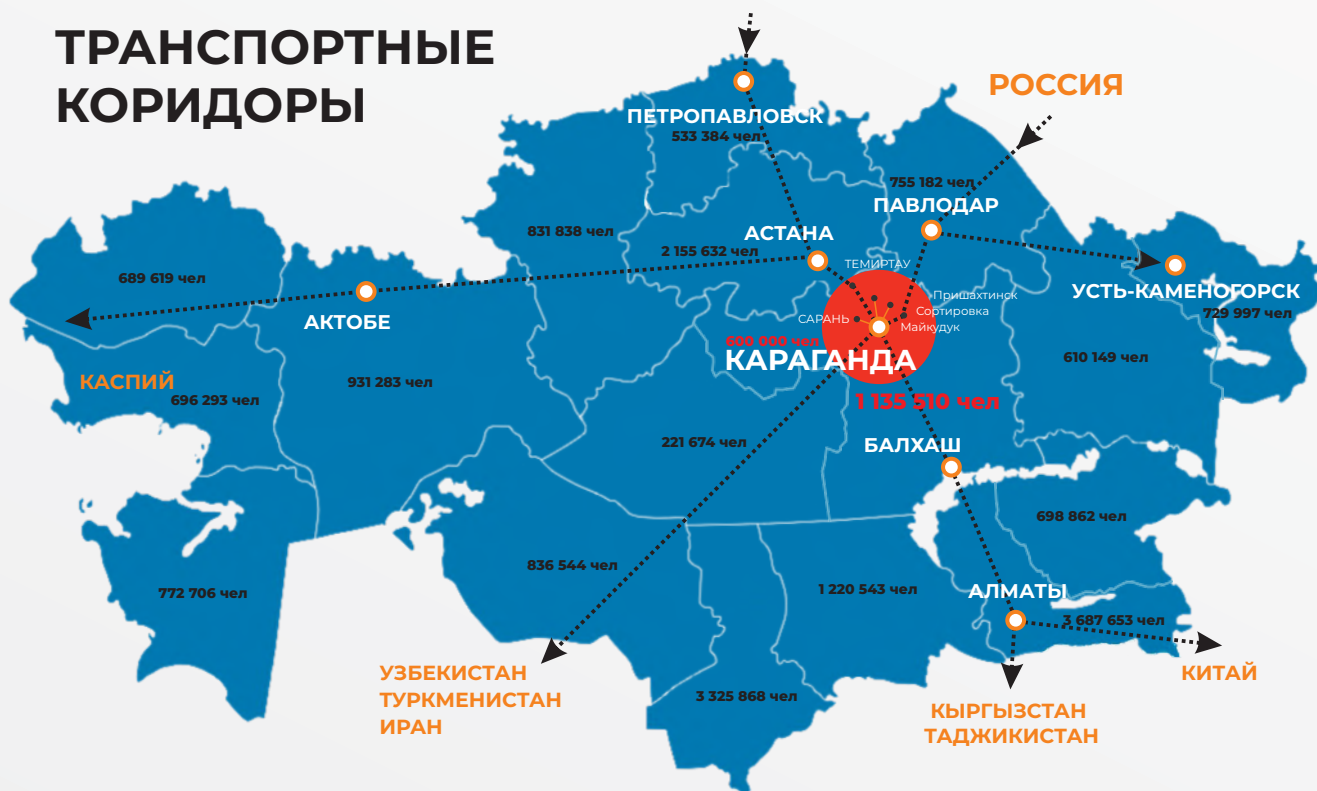 ТРАНСПОРТНЫЕ
КОРИДОРЫ
РОССИЯ
ПЕТРОПАВЛОВСК
533 384 чел
755 182 чел
ПАВЛОДАР
831 838 чел
АСТАНА
2 155 632 чел
ТЕМИРТАУ
689 619 чел
Пришахтинск
УСТЬ-КАМЕНОГОРСК
Сортировка
729 997 чел
САРАНЬ
Майкудук
АКТОБЕ
600 000 чел
КАРАГАНДА
610 149 чел
КАСПИЙ
931 283 чел
696 293 чел
1 135 510 чел
221 674 чел
БАЛХАШ
698 862 чел
836 544 чел
772 706 чел
1 220 543 чел
АЛМАТЫ
3 687 653 чел
УЗБЕКИСТАН
ТУРКМЕНИСТАН
ИРАН
КИТАЙ
3 325 868 чел
КЫРГЫЗСТАН
ТАДЖИКИСТАН